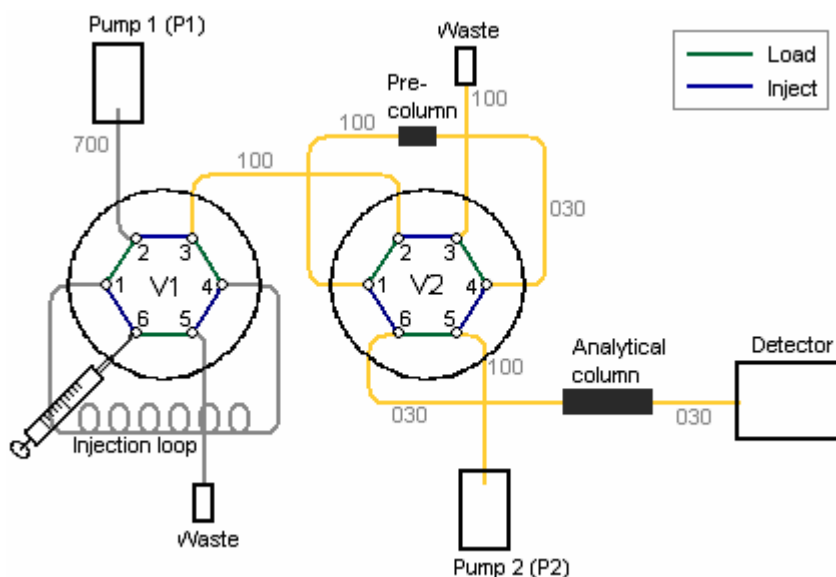 Pump 1 (P1)
Waste
Load
Inject
Pre-
column
100
100
700
100
030
2
3
1
V1
4
6
5
2
3
1
V2
4
6
5
100
Analytical
column
Detector
030
030
Injection loop
Waste
Pump 2 (P2)